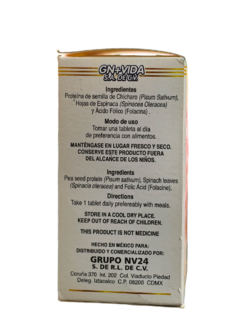 GN+VIDA
S.A. DE C.V.
Ingredientes
Proteína de semilla de Chícharo (Pisum Sativum),
Hojas de Espinaca (Spinacea Oleracea)
y Ácido Fólico (Folacina) .
Modo de uso
Tomar una tableta al día
de preferencia con alimentos.
MANTÉNGASE EN LUGAR FRESCO Y SECO.
CONSERVE ESTE PRODUCTO FUERA
DEL ALCANCE DE LOS NIÑOS.
Ingredients
Pea seed protein (Pisum sativum), Spinach leaves
(Spinacia oleracea) and Folic Acid (Folacine).
Directions
Take 1 tablet daily prefereably with meals.
STORE IN A COOL DRY PLACE.
KEEP OUT OF REACH OF CHILDREN.
THIS PRODUCT IS NOT MEDICINE
HECHO EN MÉXICO PARA:
DISTRIBUIDO Y COMERCIALIZADO POR:
GRUPO NV24
S. DE R.L. DE C.V.
Coruña 370 Int. 202 Col. Viaducto Piedad
Deleg. Iztacalco C.P. 08200 CDMX